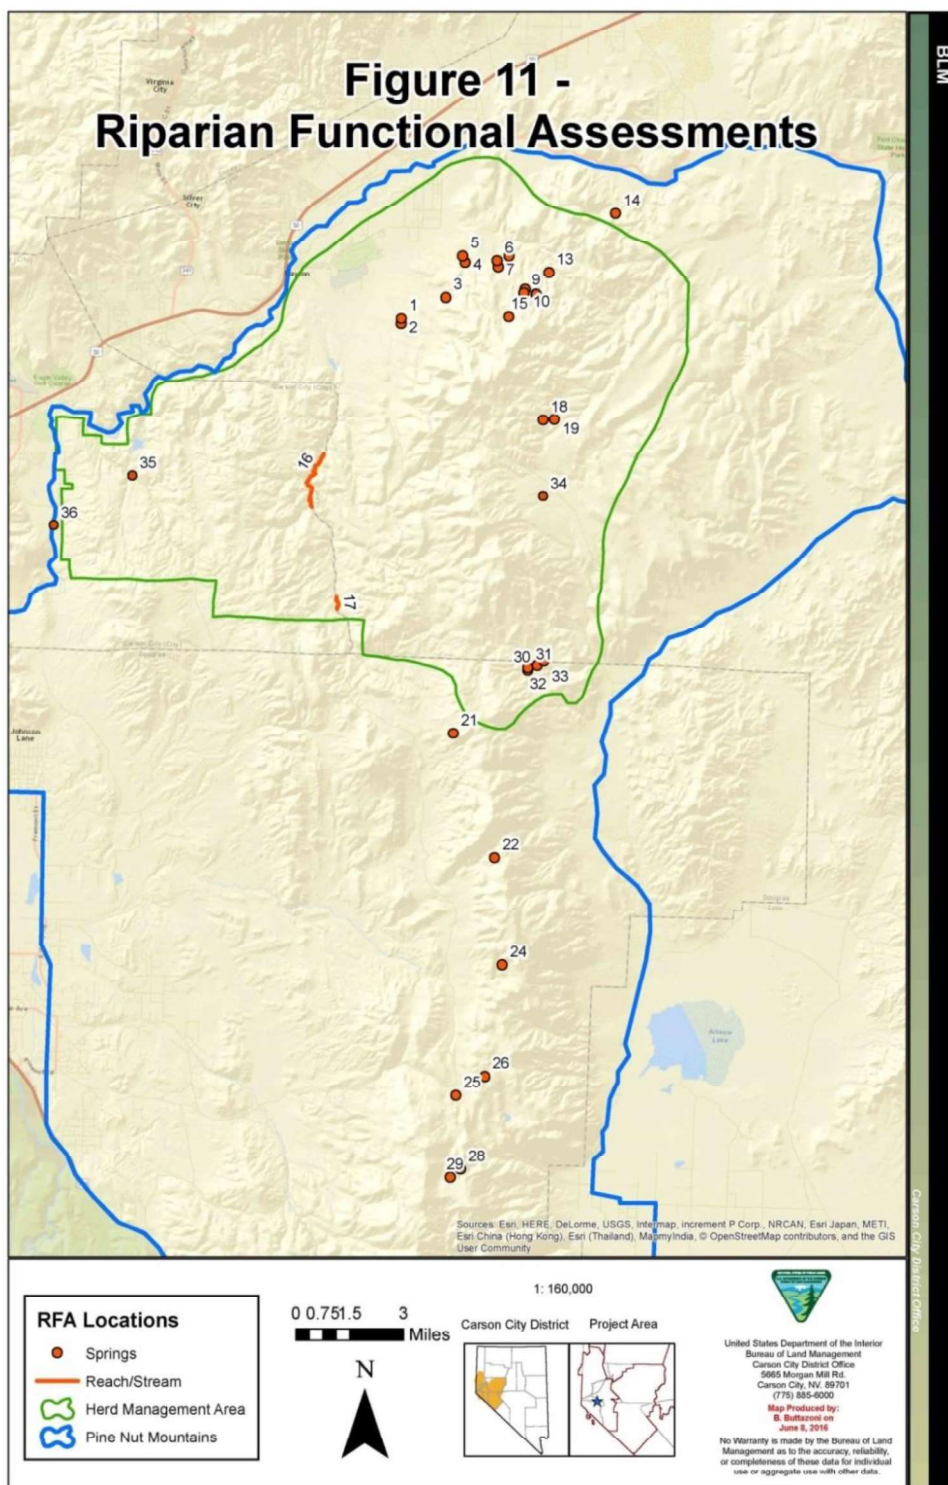 Figure 11 -
Riparian Functional Assessments
BLM
Virginia
City
Silver
City
14
5
6
4
7
13
3
9
1
15
10
2
18
19
16
35
34
36
17
30
31
32
33
21
Johnson
Lane
22
24
26
25
28
29
Sources: Esri, HERE, DeLorme, USGS, Intermap, increment P Corp., NRCAN, Esri Japan, METI,
Esri China (Hong Kong), Esri (Thailand), MapmyIndia, © OpenStreetMap contributors, and the GIS
User Community
Carson City District Office
RFA Locations
Springs
Reach/Stream
Herd Management Area
Pine Nut Mountains
0 0.75 1.5 3
Miles
N
1: 160,000
Carson City District
Project Area
United States Department of the Interior
Bureau of Land Management
Carson City District Office
5665 Morgan Mill Rd.
Carson City, NV. 89701
(775) 885-6000
Map Produced by:
B. Buttazoni on
June 8, 2016
No Warranty is made by the Bureau of Land
Management as to the accuracy, reliability,
or completeness of these data for individual
use or aggregate use with other data.